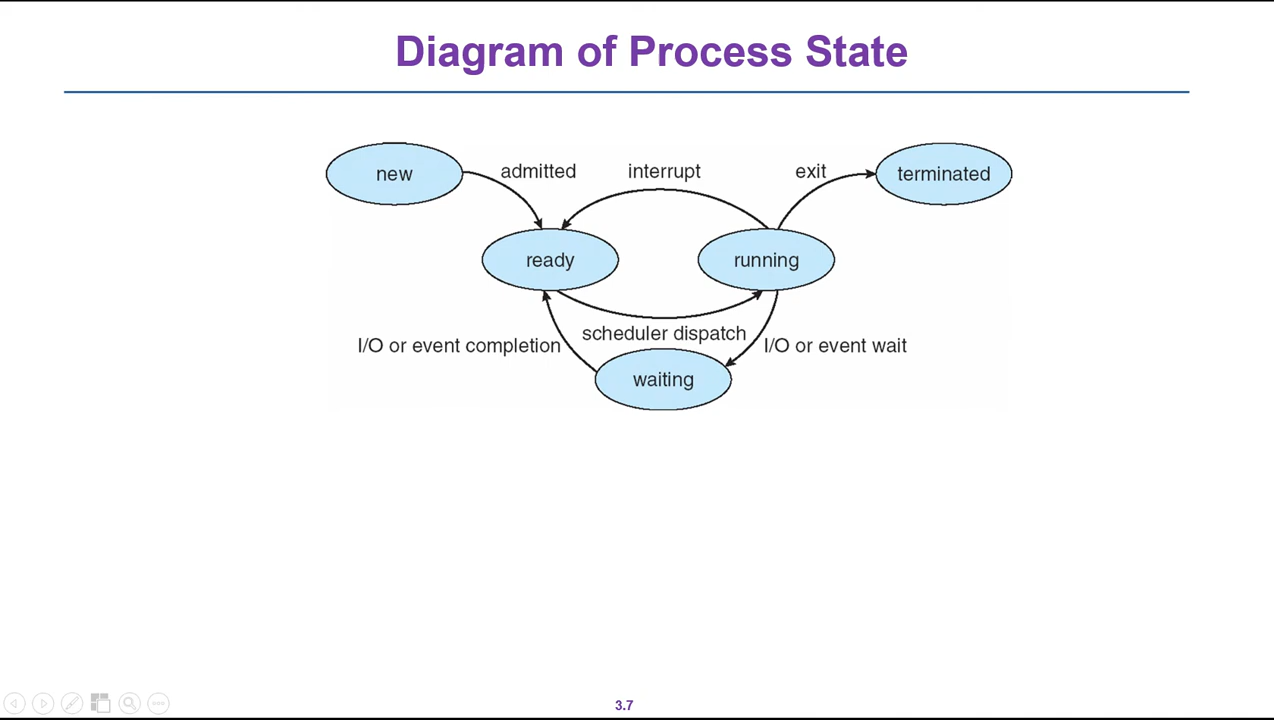 Diagram of Process State
new
admitted
interrupt
exit
terminated
ready
running
scheduler dispatch
I/O or event completion
I/O or event wait
waiting
3.7